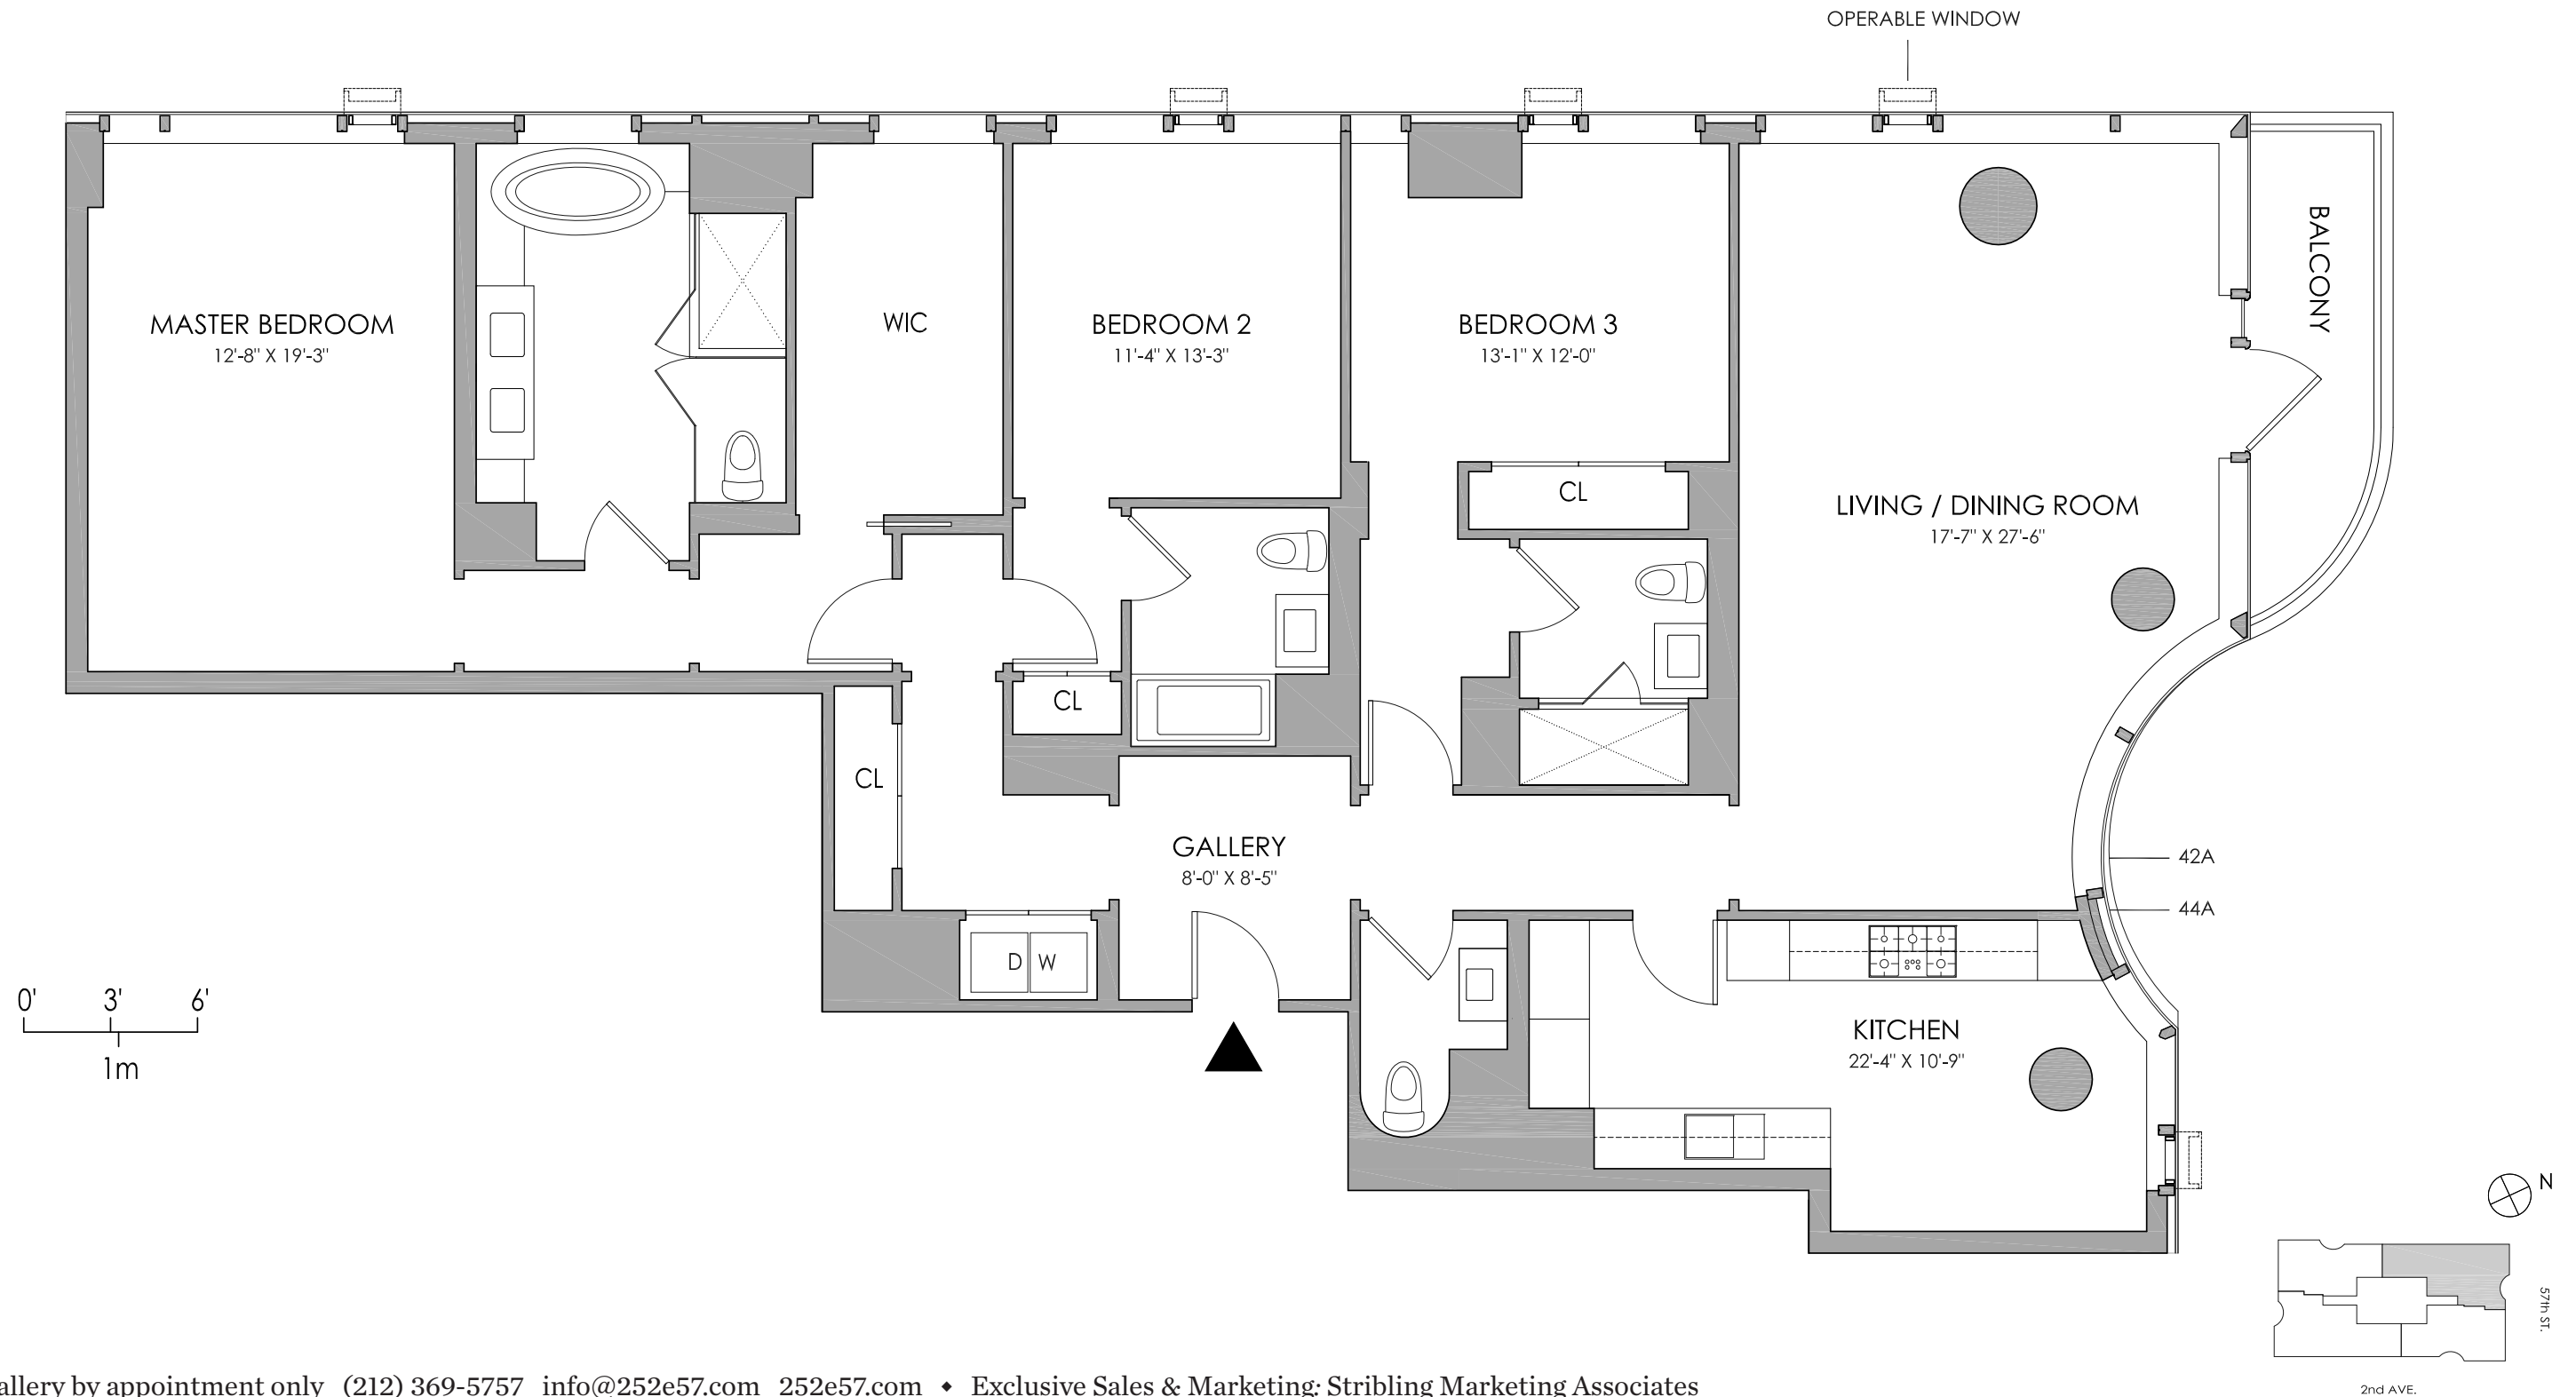 OPERABLE WINDOW
BALCONY
MASTER BEDROOM
12'-8" X 19'-3"
WIC
BEDROOM 2
11'-4" X 13'-3"
BEDROOM 3
13'-1" X 12'-0"
CL
LIVING / DINING ROOM
17'-7" X 27'-6"
CL
CL
GALLERY
8'-0" X 8'-5"
42A
44A
D W
KITCHEN
22'-4" X 10'-9"
0' 3' 6'
1m
N
57th ST.
2nd AVE.
allery by appointment only (212) 369-5757 info@252e57.com 252e57.com ◆ Exclusive Sales & Marketing: Stribling Marketing Associates